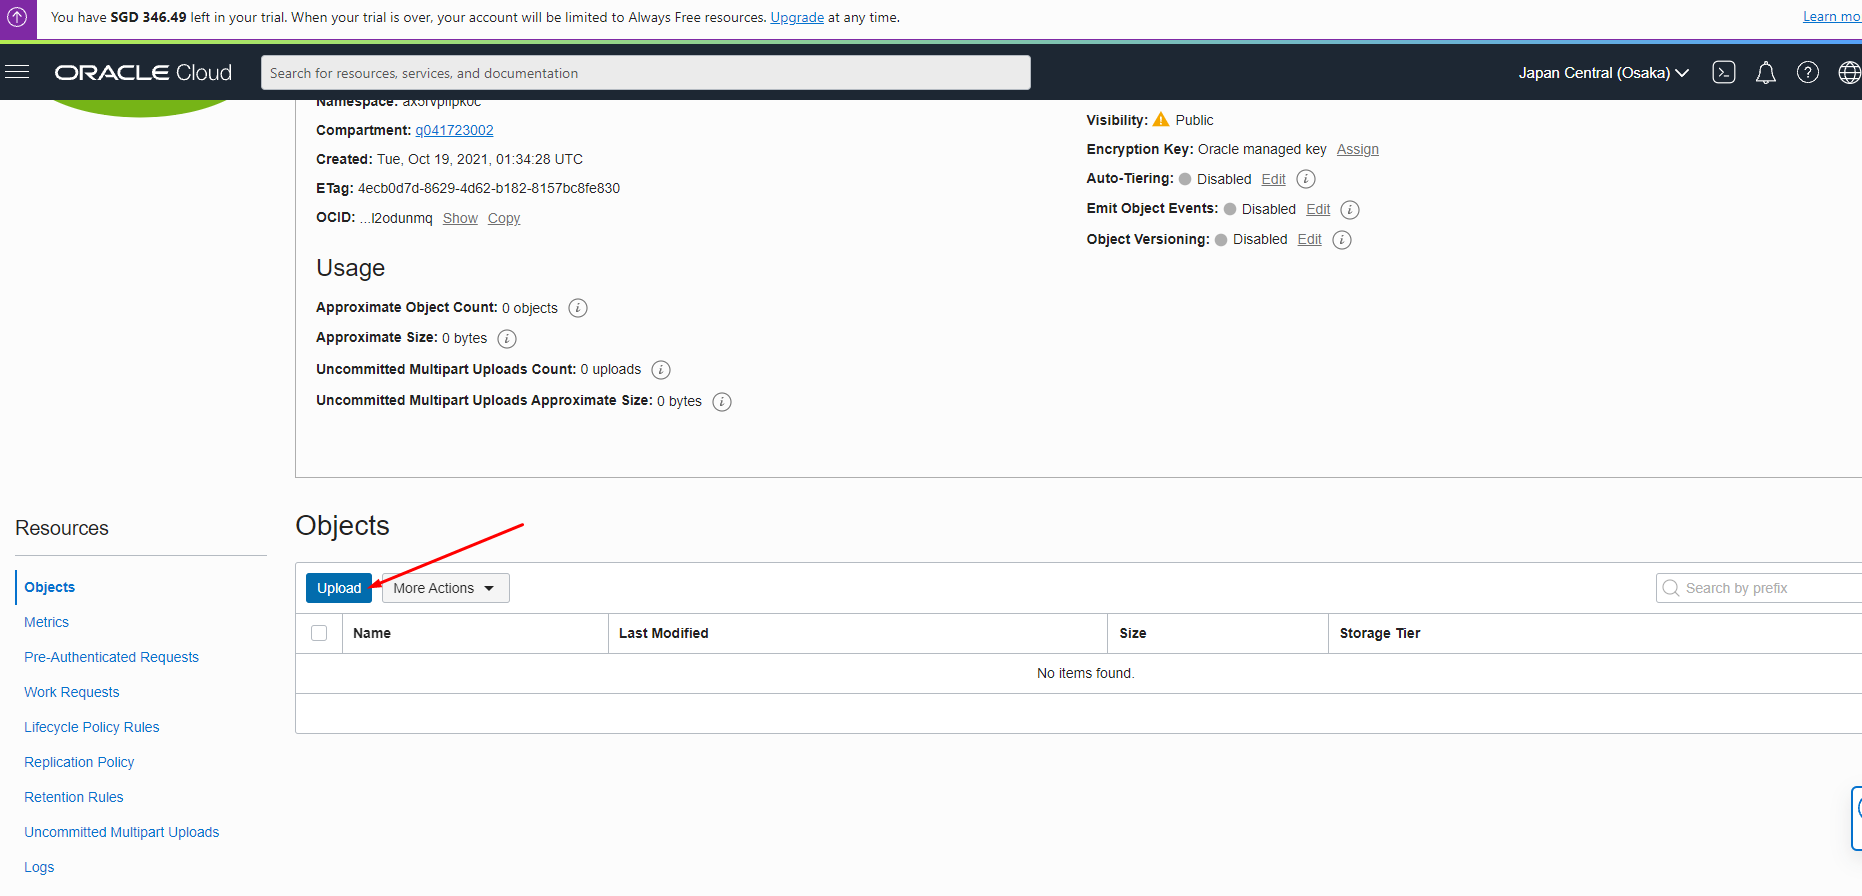 You have SGD 346.49 left in your trial. When your trial is over, your account will be limited to Always Free resources. Upgrade at any time.
Learn mo
ORACLE Cloud
Search for resources, services, and documentation
Japan Central (Osaka)
Namespace:
Compartment: q041723002
Created: Tue, Oct 19, 2021, 01:34:28 UTC
ETag: 4ecb0d7d-8629-4d62-b182-8157bc8fe830
OCID: ...l2odunmq Show Copy
Visibility: Public
Encryption Key: Oracle managed key Assign
Auto-Tiering: Disabled Edit
Emit Object Events: Disabled Edit
Object Versioning: Disabled Edit
Usage
Approximate Object Count: 0 objects
Approximate Size: 0 bytes
Uncommitted Multipart Uploads Count: 0 uploads
Uncommitted Multipart Uploads Approximate Size: 0 bytes
Resources
Objects
Metrics
Pre-Authenticated Requests
Work Requests
Lifecycle Policy Rules
Replication Policy
Retention Rules
Uncommitted Multipart Uploads
Logs
Objects
Upload More Actions
Search by prefix
Name Last Modified Size Storage Tier
No items found.